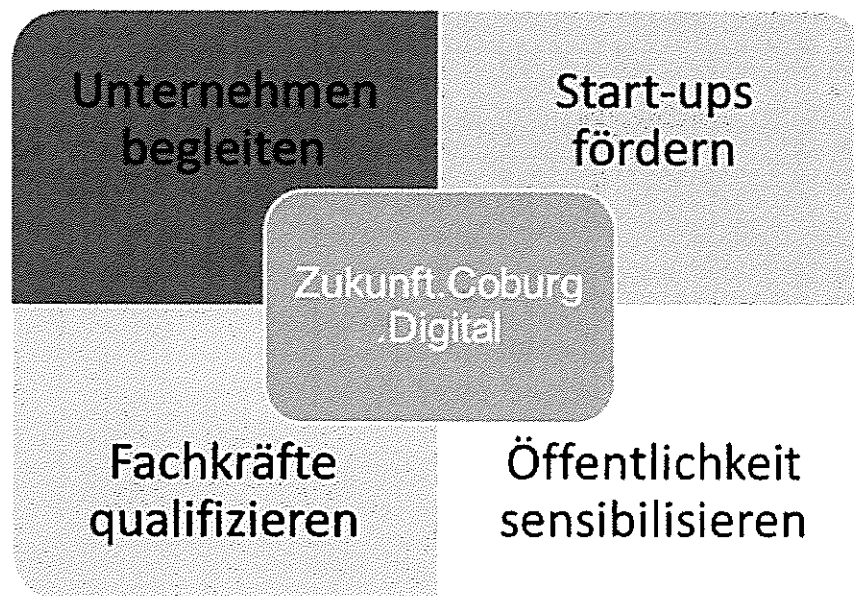 Unternehmen
begleiten
Start-ups
fördern
Zukunft.Coburg
.Digital
Fachkräfte
qualifizieren
Öffentlichkeit
sensibilisieren